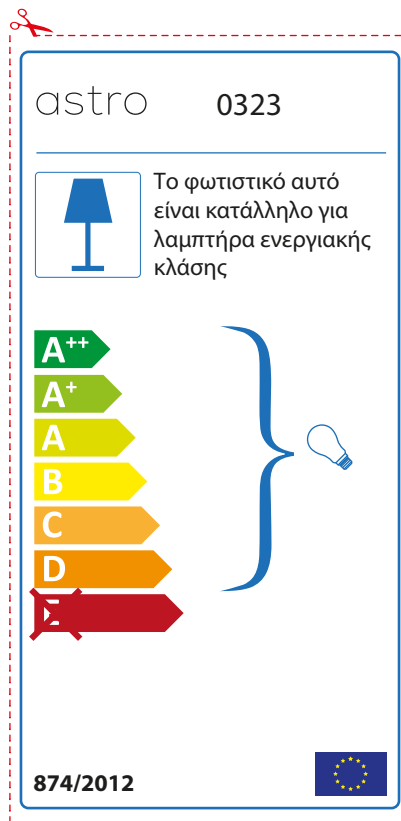 astro 0323
Το φωτιστικό αυτό
είναι κατάλληλο για
λαμπτήρα ενεργιακής
κλάσης
A++
A+
A
B
C
D
E
874/2012